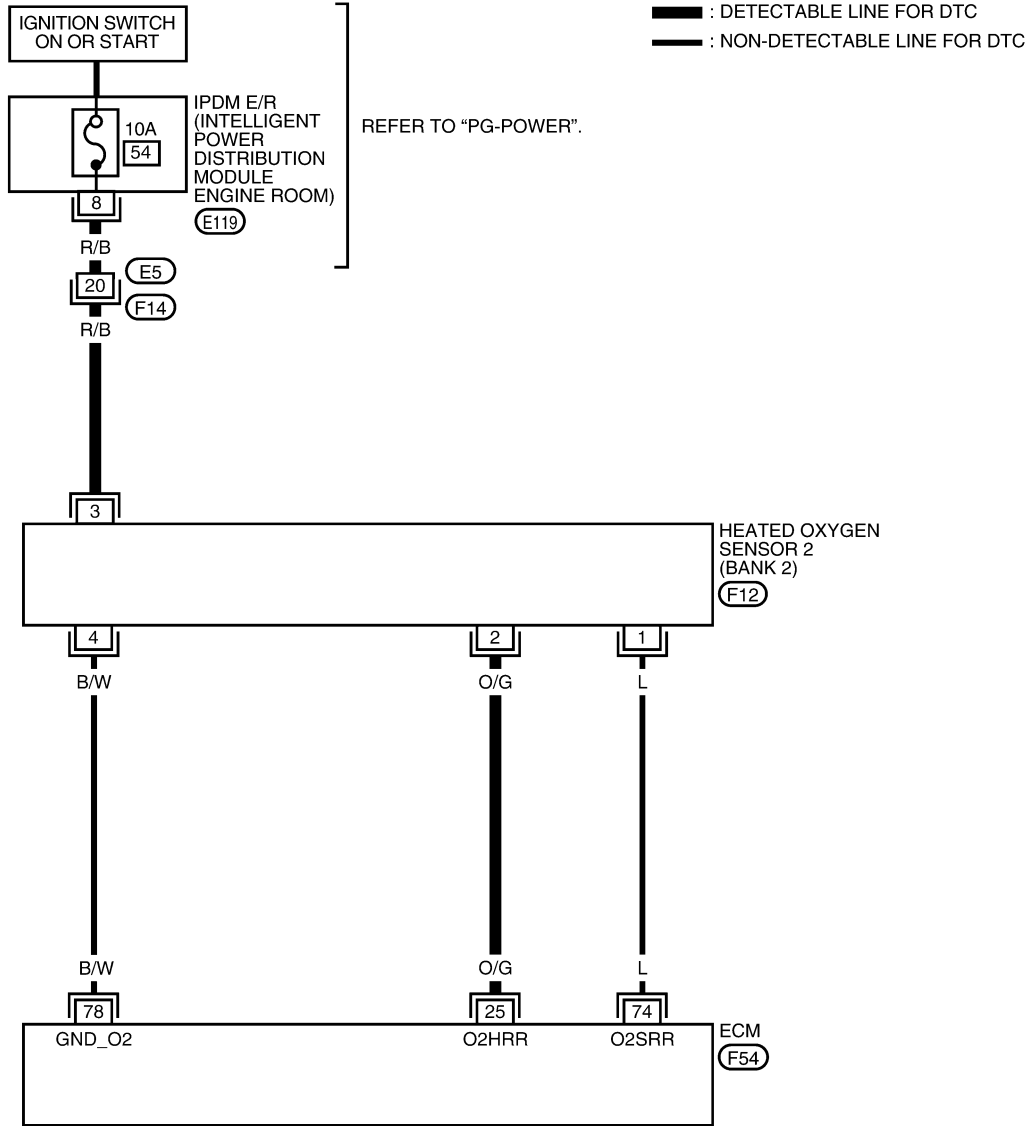 IGNITION SWITCH
ON OR START
: DETECTABLE LINE FOR DTC
: NON-DETECTABLE LINE FOR DTC
10A
54
IPDM E/R
(INTELLIGENT
POWER
DISTRIBUTION
MODULE
ENGINE ROOM)
E119
REFER TO “PG-POWER”.
8
R/B
20
E5
F14
R/B
3
HEATED OXYGEN
SENSOR 2
(BANK 2)
F12
4 2 1
B/W O/G L
B/W O/G L
78 25 74
GND_O2 O2HRR O2SRR
ECM
F54